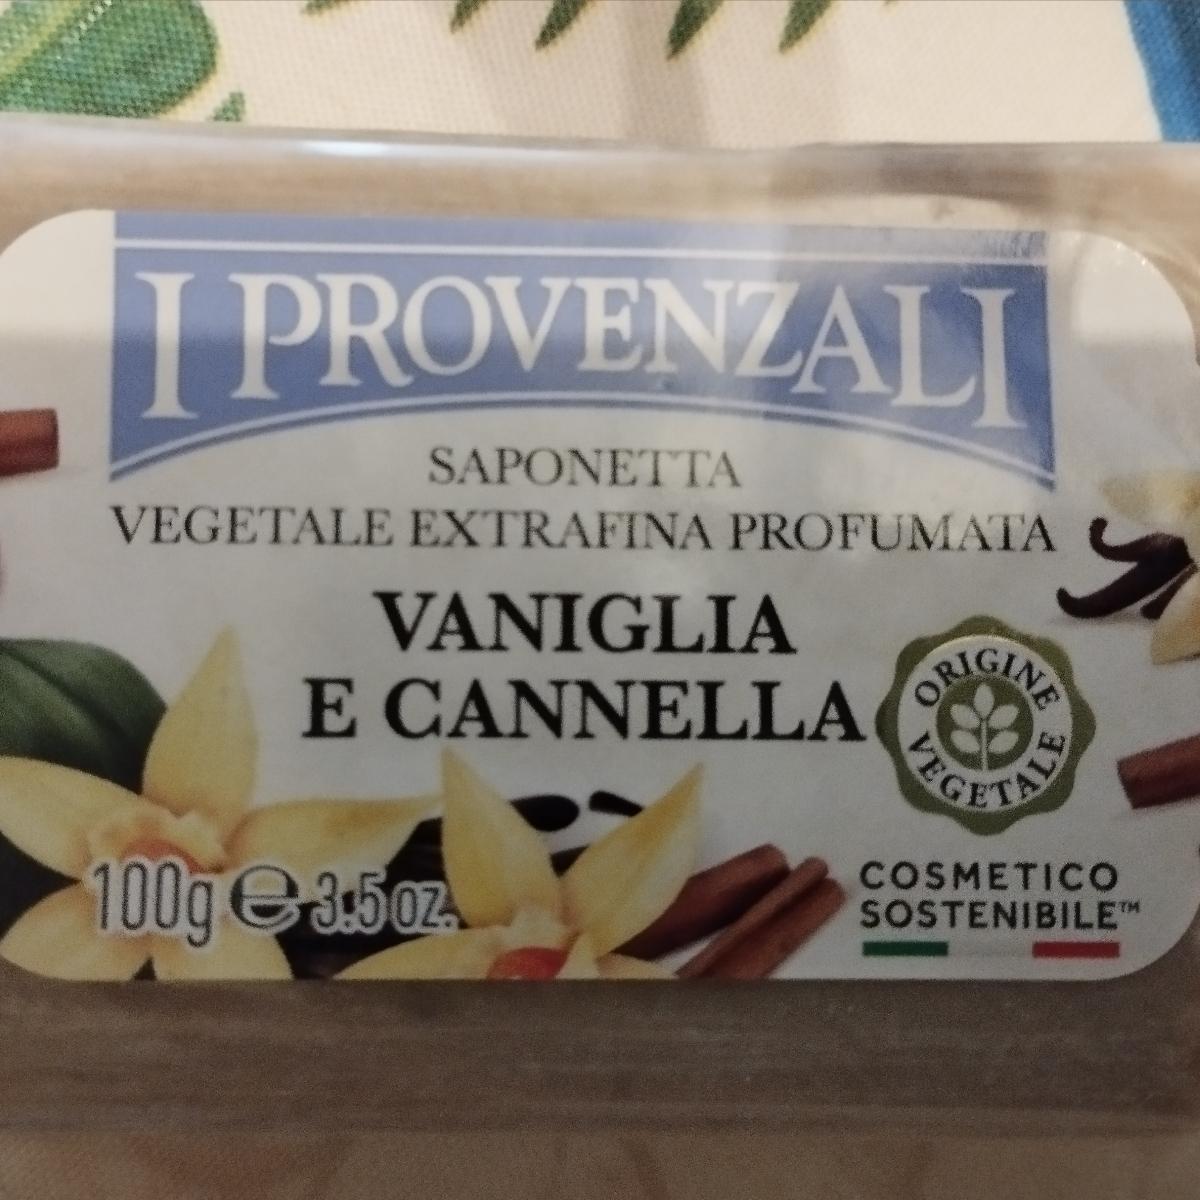 I PROVENZALI
SAPONETTA
VEGETALE EXTRAFINA PROFUMATA
VANIGLIA
E CANNELLA
ORIGINE
VEGETALE
100g e 3.5 oz.
COSMETICO
SOSTENIBILE™